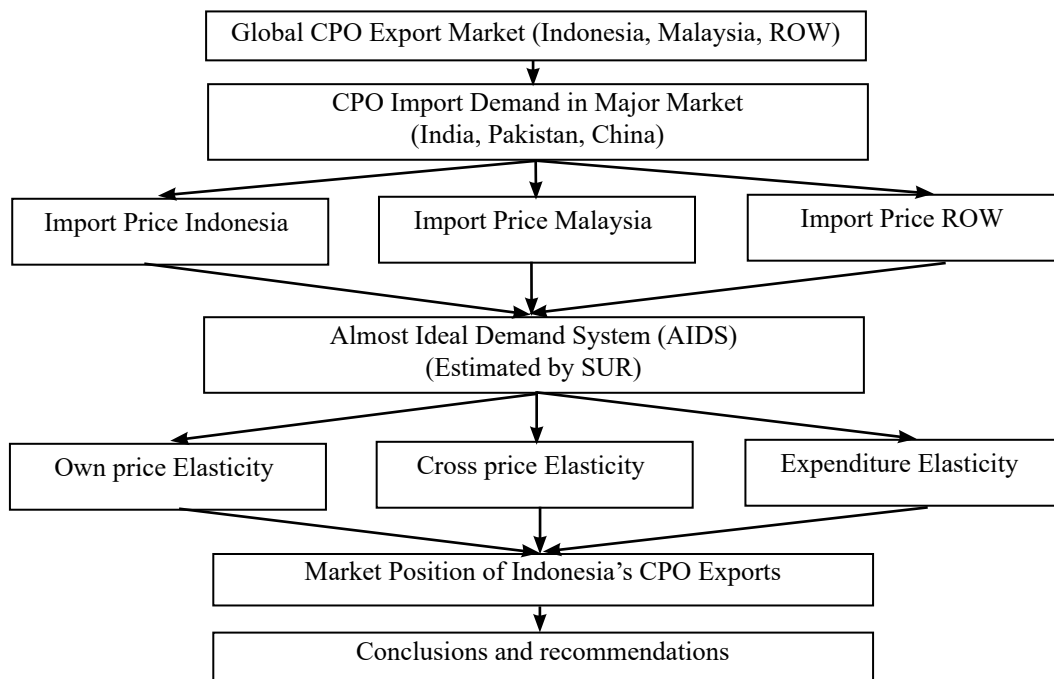 Global CPO Export Market (Indonesia, Malaysia, ROW)
CPO Import Demand in Major Market
(India, Pakistan, China)
Import Price Indonesia
Import Price Malaysia
Import Price ROW
Almost Ideal Demand System (AIDS)
(Estimated by SUR)
Own price Elasticity
Cross price Elasticity
Expenditure Elasticity
Market Position of Indonesia’s CPO Exports
Conclusions and recommendations